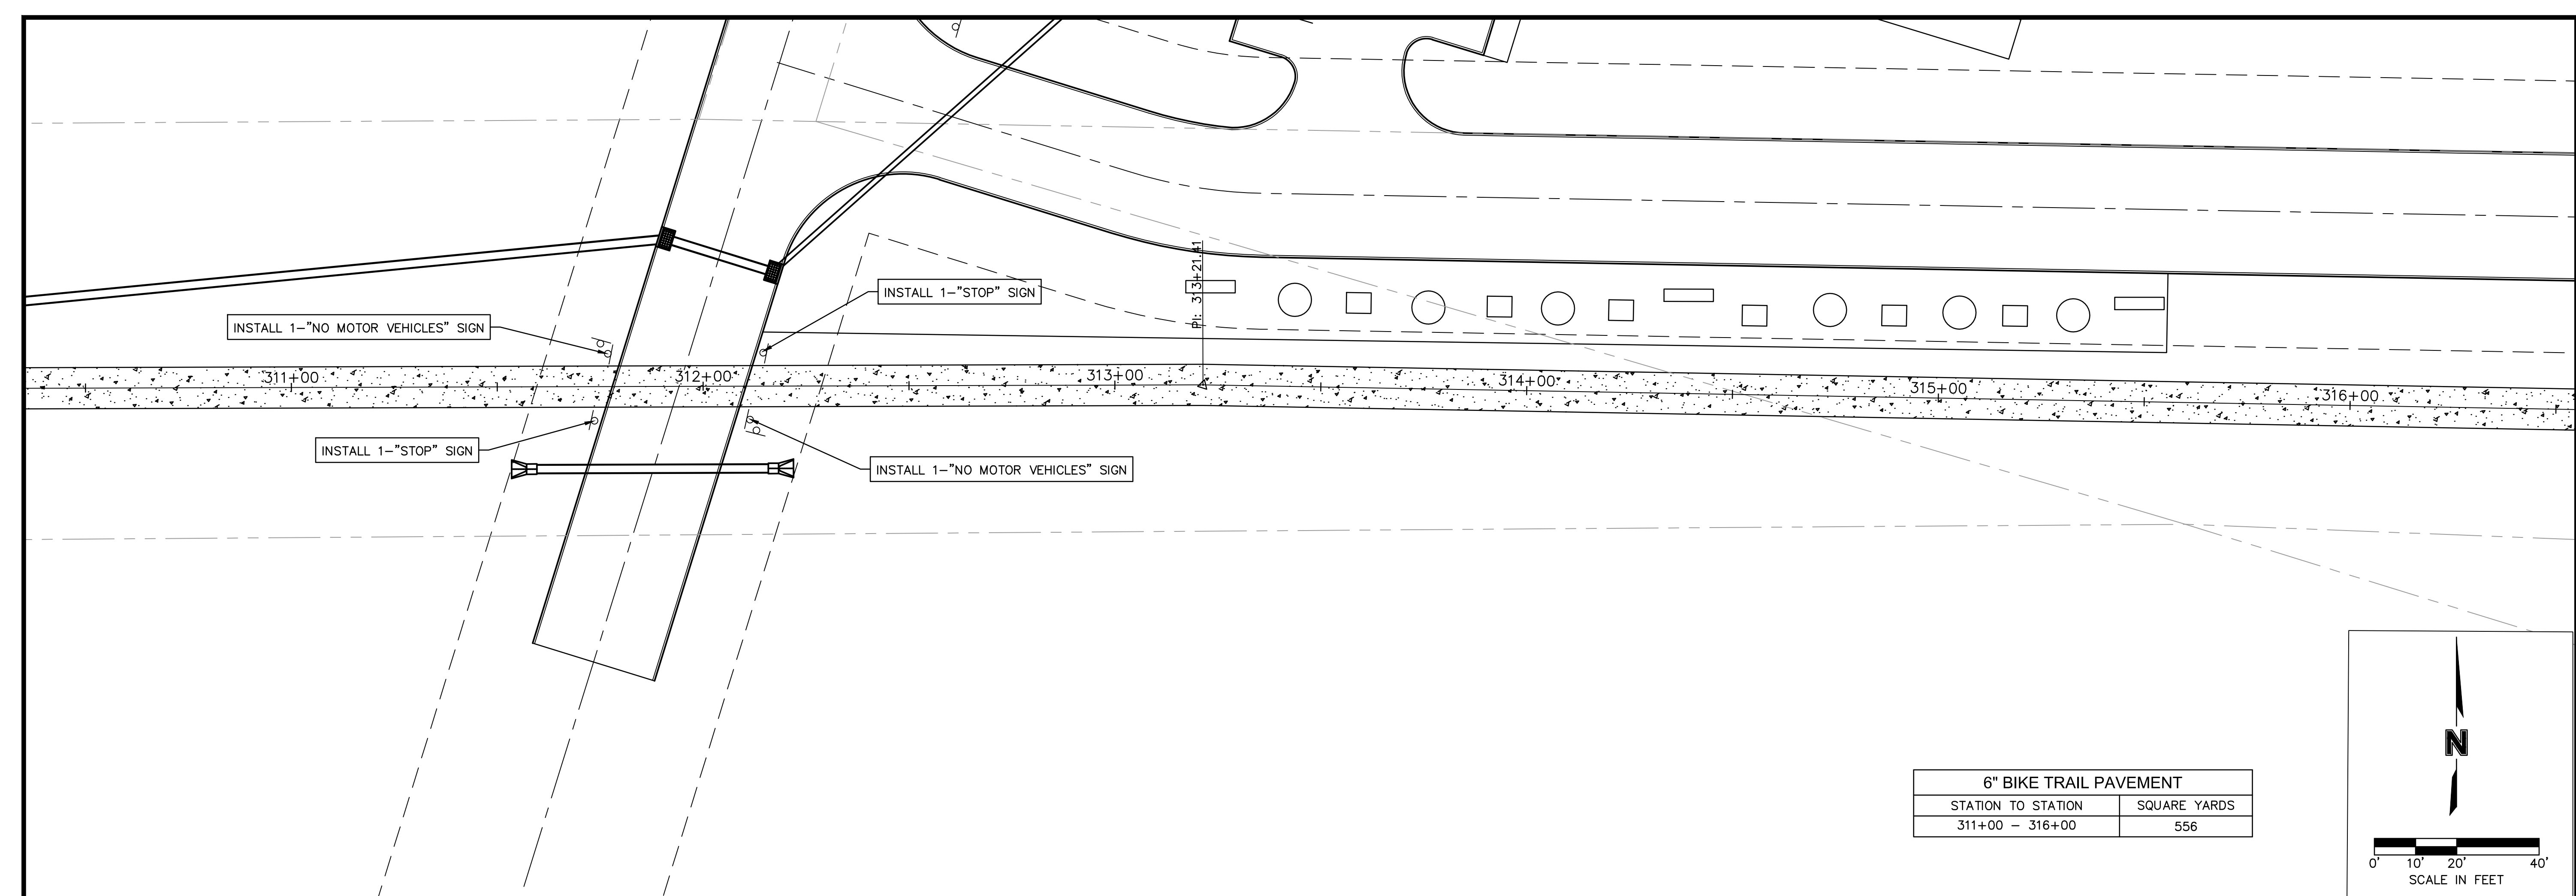 PI: 313+21.41
INSTALL 1-"STOP" SIGN
INSTALL 1-"NO MOTOR VEHICLES" SIGN
311+00
312+00
313+00
314+00
315+00
316+00
INSTALL 1-"STOP" SIGN
INSTALL 1-"NO MOTOR VEHICLES" SIGN
N
6" BIKE TRAIL PAVEMENT
STATION TO STATION SQUARE YARDS
311+00 - 316+00 556
0' 10' 20' 40'
SCALE IN FEET